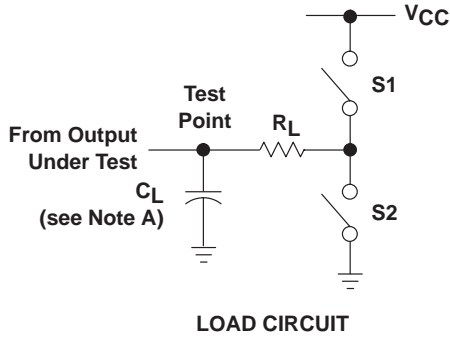 VCC
S1
Test
Point
RL
From Output
Under Test
CL
(see Note A)
S2
LOAD CIRCUIT